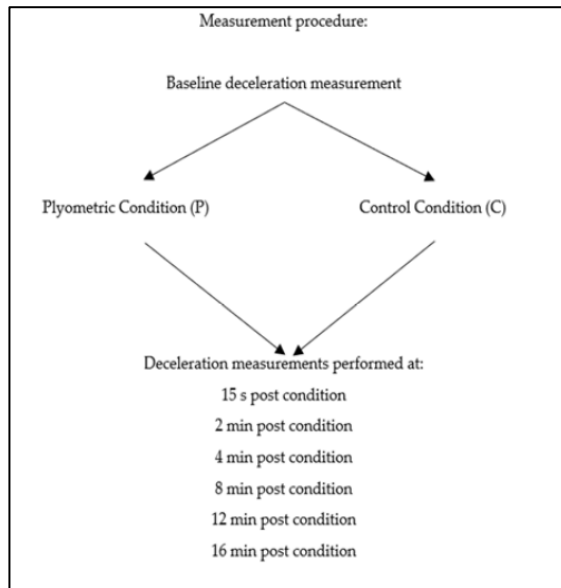 Measurement procedure:
Baseline deceleration measurement
Plyometric Condition (P)
Control Condition (C)
Deceleration measurements performed at:
15 s post condition
2 min post condition
4 min post condition
8 min post condition
12 min post condition
16 min post condition